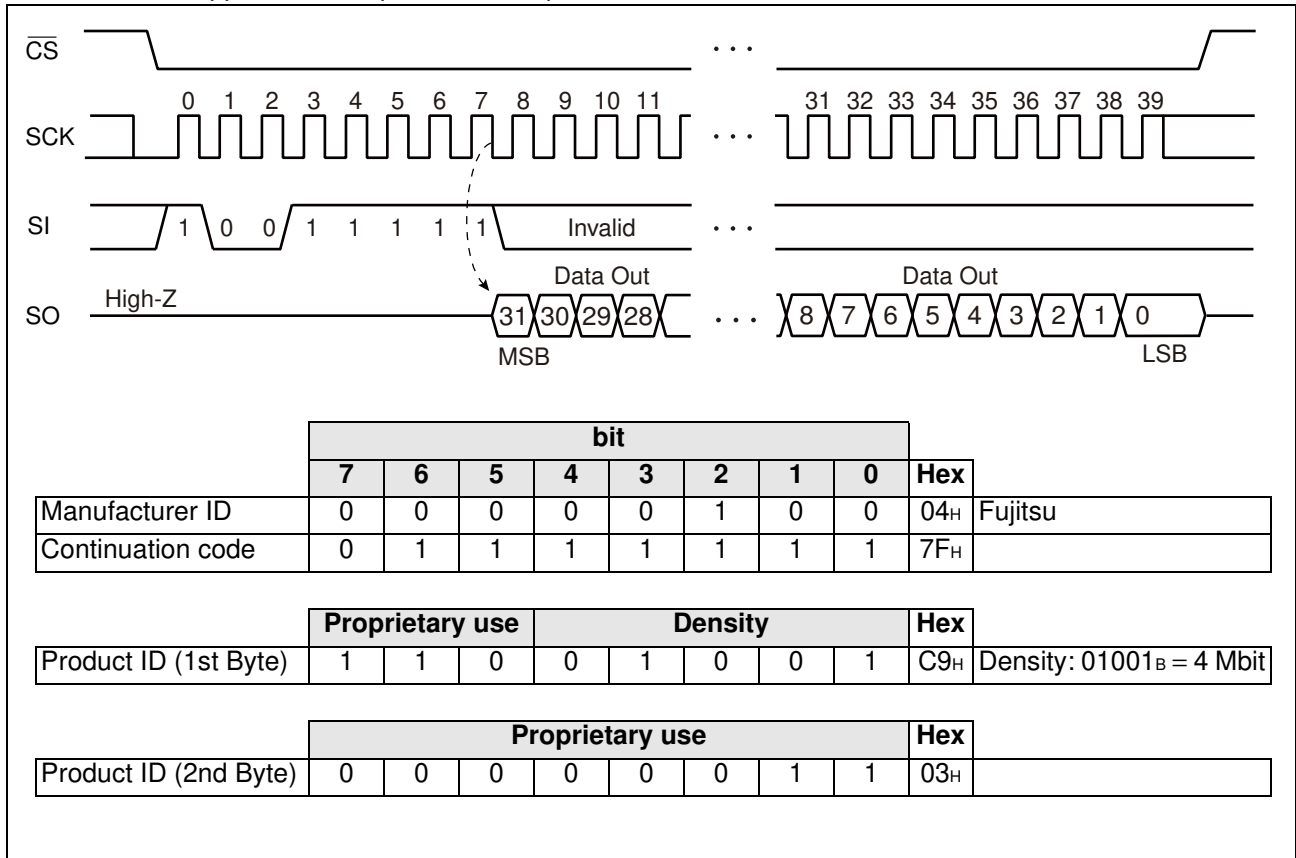 CS
. . .
0 1 2 3 4 5 6 7 8 9 10 11 31 32 33 34 35 36 37 38 39
SCK . . .
SI 1 0 0 1 1 1 1 1 Invalid . . .
Data Out Data Out
High-Z
SO 31 30 29 28 . . . 8 7 6 5 4 3 2 1 0
MSB LSB
bit
7 6 5 4 3 2 1 0 Hex
Manufacturer ID 0 0 0 0 0 1 0 0 04H Fujitsu
Continuation code 0 1 1 1 1 1 1 1 7FH
Proprietary use Density Hex
Product ID (1st Byte) 1 1 0 0 1 0 0 1 C9H Density: 01001B = 4 Mbit
Proprietary use Hex
Product ID (2nd Byte) 0 0 0 0 0 0 1 1 03H